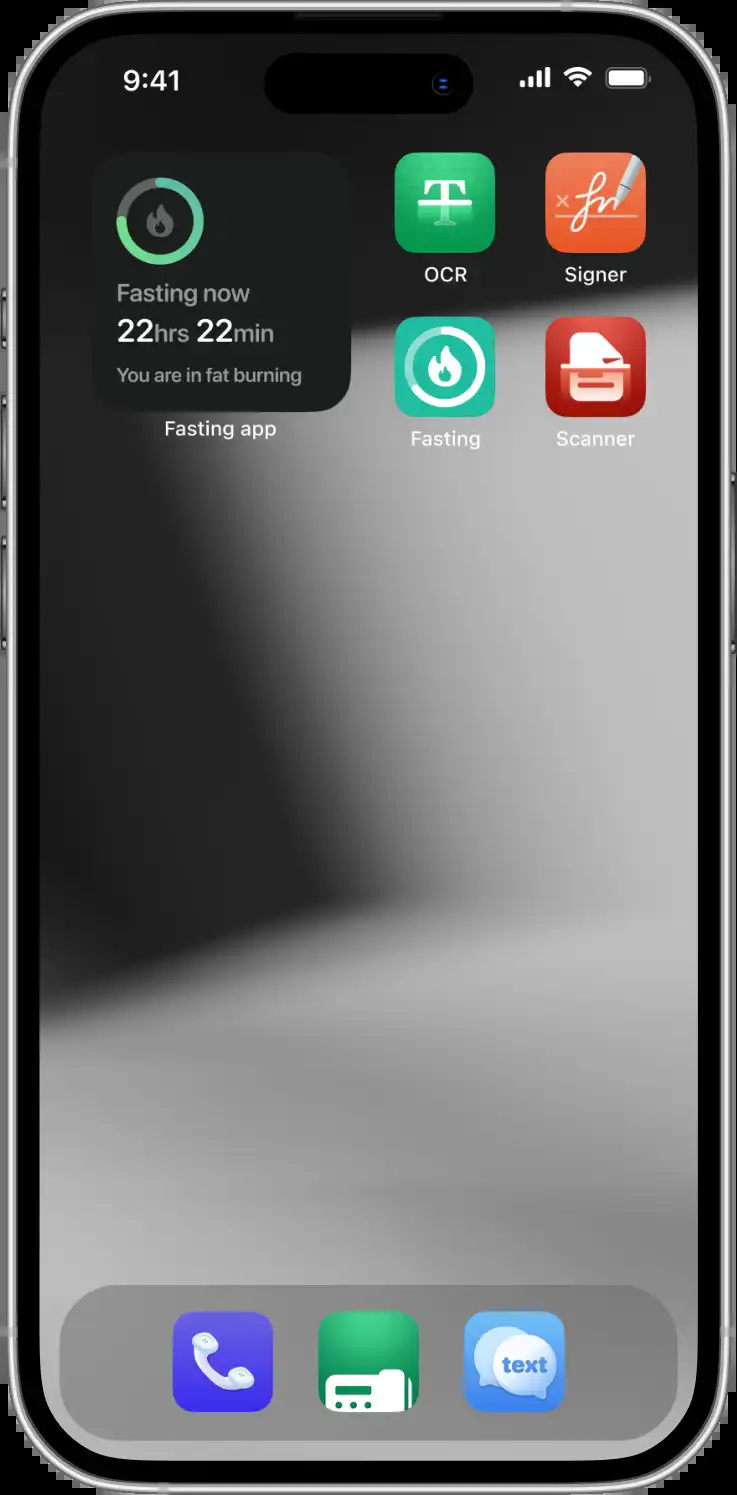 9:41
Fasting now
22hrs 22min
You are in fat burning
Fasting app
T
OCR
Signer
Fasting
Scanner
text